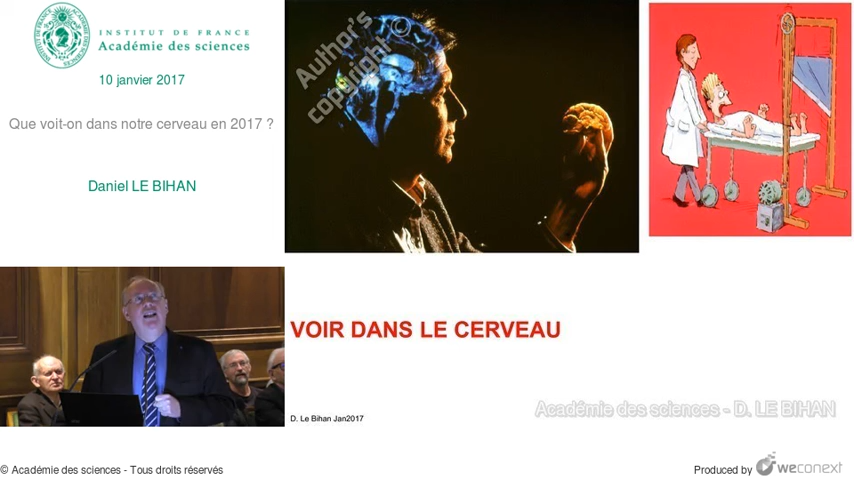 INSTITUT DE FRANCE
Académie des sciences
10 janvier 2017
Que voit-on dans notre cerveau en 2017 ?
Daniel LE BIHAN
Author's
copyright
VOIR DANS LE CERVEAU
D. Le Bihan Jan2017
Académie des sciences - D. LE BIHAN
© Académie des sciences - Tous droits réservés
Produced by weconext